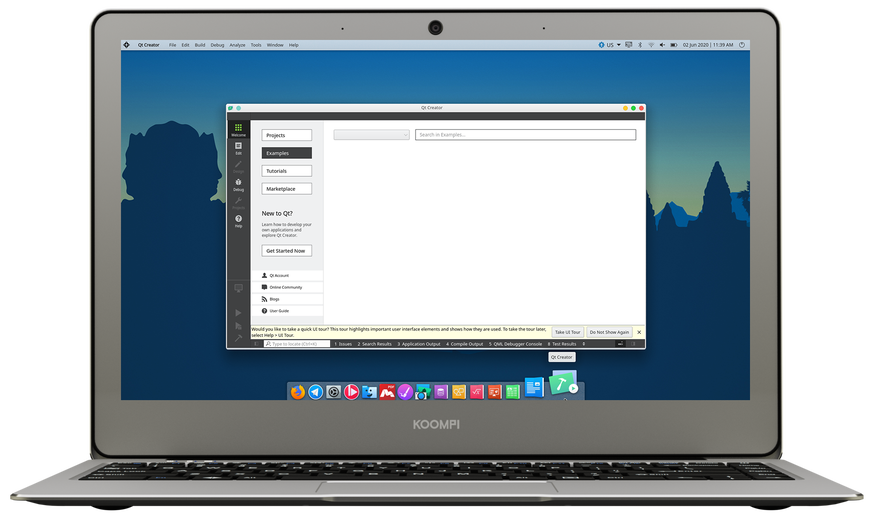 Qt Creator File Edit Build Debug Analyze Tools Window Help
US 02 Jun 2020 | 11:39 AM
Qt Creator
Welcome
Edit
Debug
Help
Projects
Examples
Tutorials
Marketplace
New to Qt?
Learn how to develop your
own applications and
explore Qt Creator.
Get Started Now
Qt Account
Online Community
Blogs
User Guide
Search in Examples...
Would you like to take a quick UI tour? This tour highlights important user interface elements and shows how they are used. To take the tour later,
select Help > UI Tour.
Take UI Tour
Do Not Show Again
Type to locate (Ctrl+K)
1 Issues 2 Search Results 3 Application Output 4 Compile Output 5 QML Debugger Console 8 Test Results
Qt Creator
PDF
KOOMPI